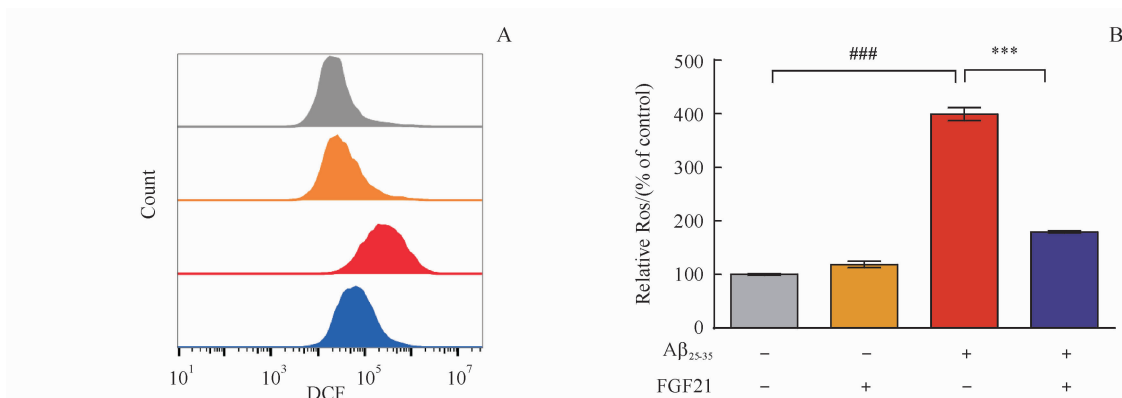 A
Count
10¹ 10³ 10⁵ 10⁷
DCF
B
### ***
Relative Ros/(% of control)
500
400
300
200
100
0
Aβ₂₅₋₃₅ − − + +
FGF21 − + − +